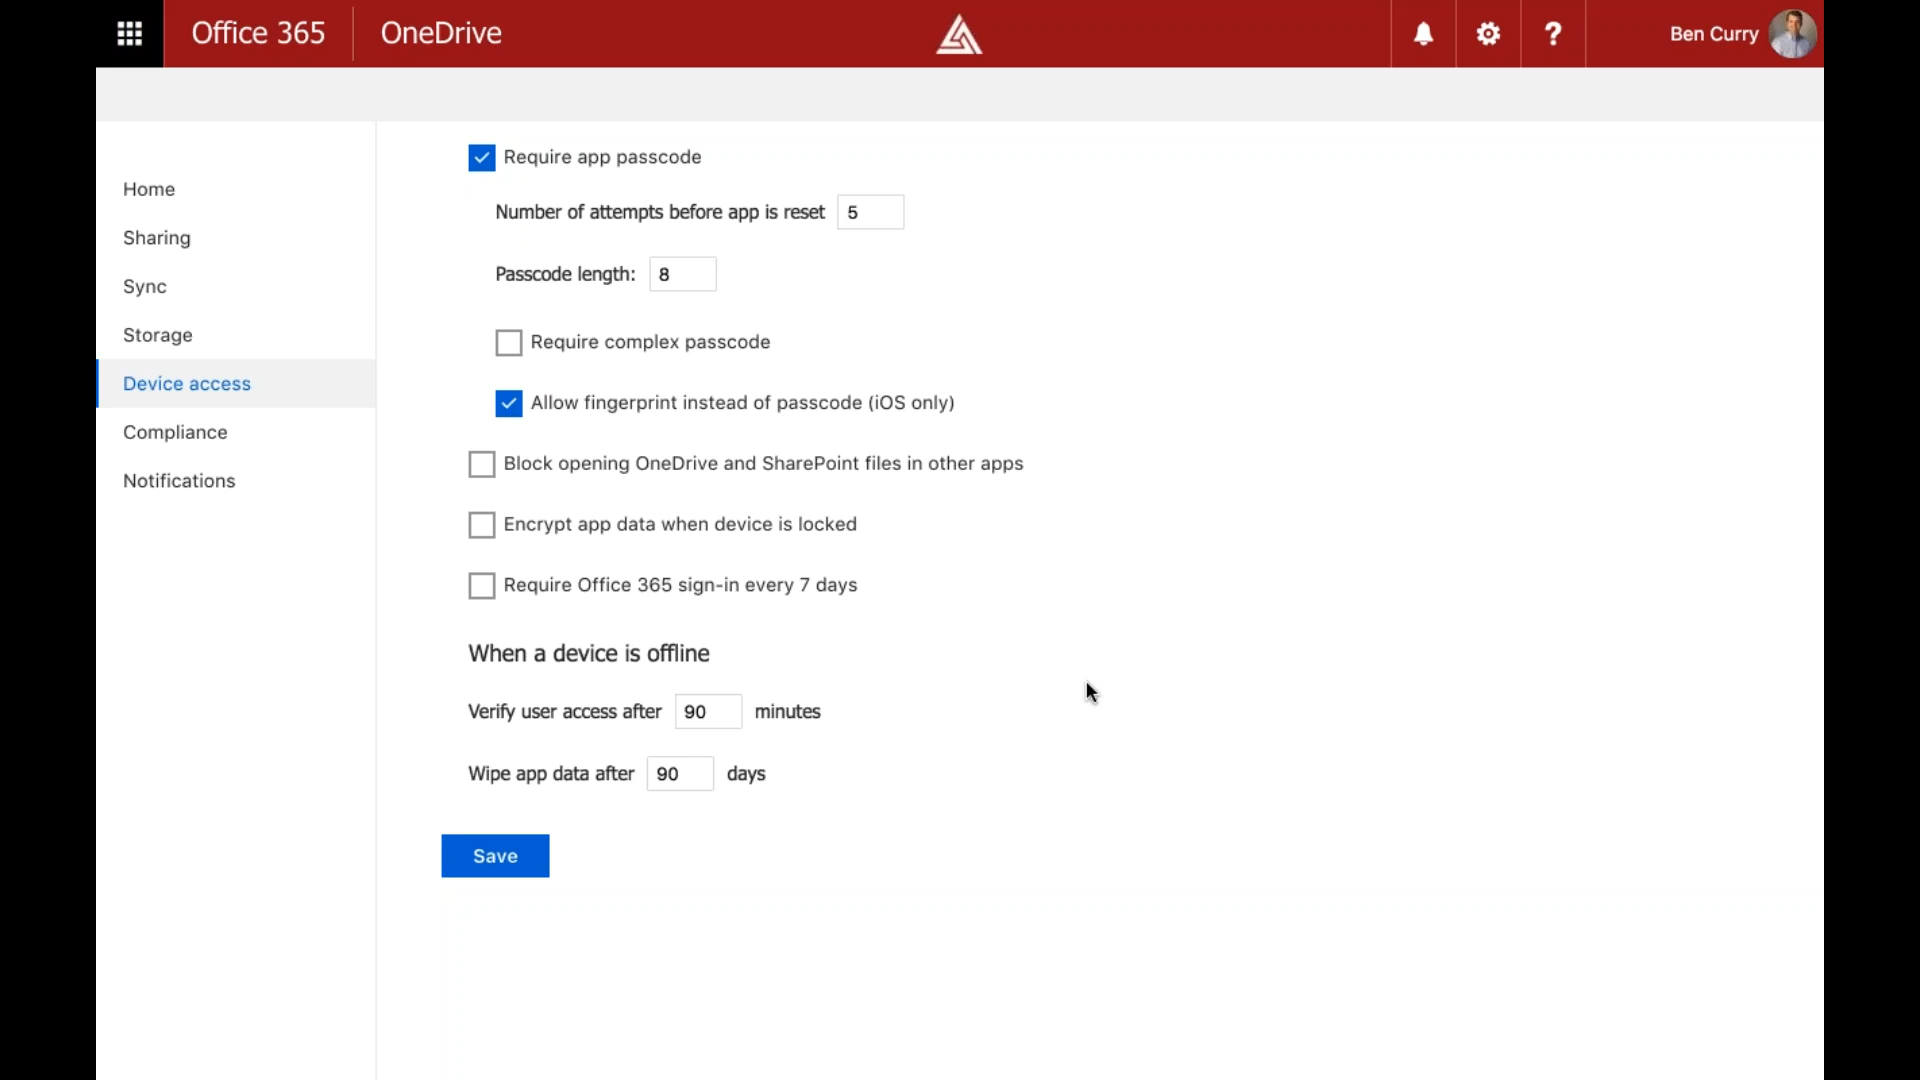 Office 365 OneDrive ? Ben Curry
Home
Sharing
Sync
Storage
Device access
Compliance
Notifications
Require app passcode
Number of attempts before app is reset 5
Passcode length: 8
Require complex passcode
Allow fingerprint instead of passcode (iOS only)
Block opening OneDrive and SharePoint files in other apps
Encrypt app data when device is locked
Require Office 365 sign-in every 7 days
When a device is offline
Verify user access after 90 minutes
Wipe app data after 90 days
Save